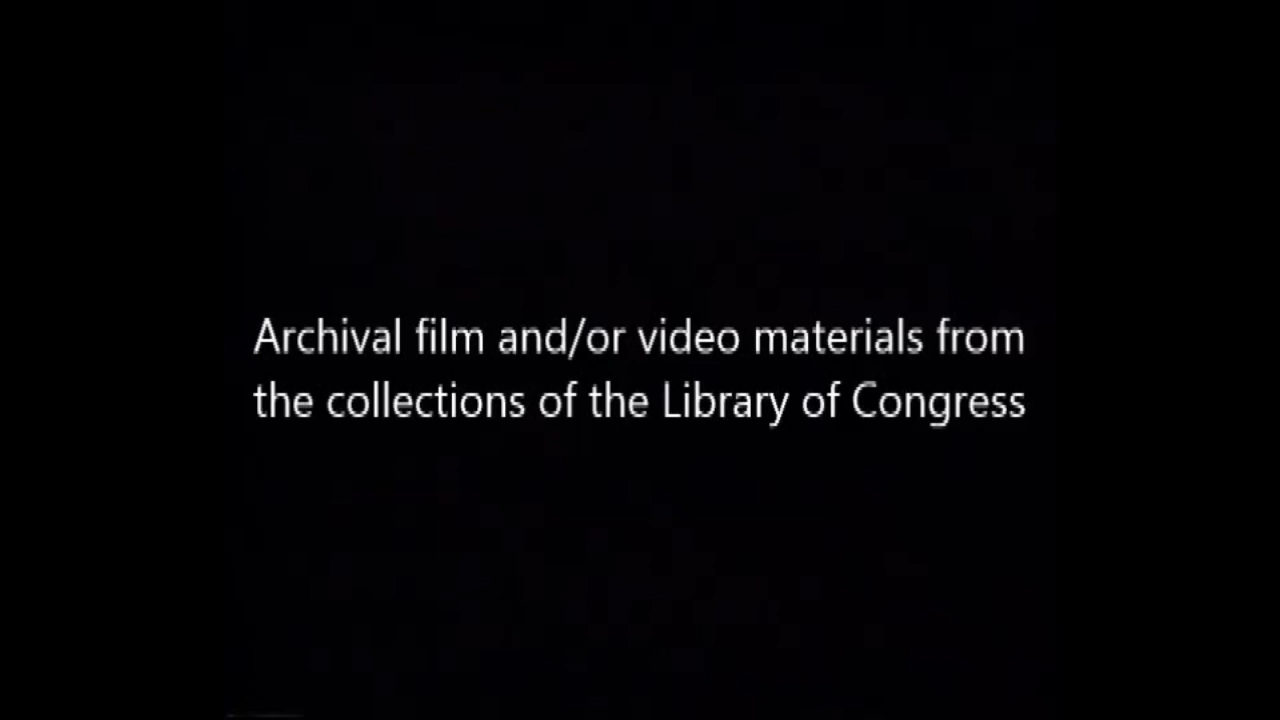 Archival film and/or video materials from
the collections of the Library of Congress